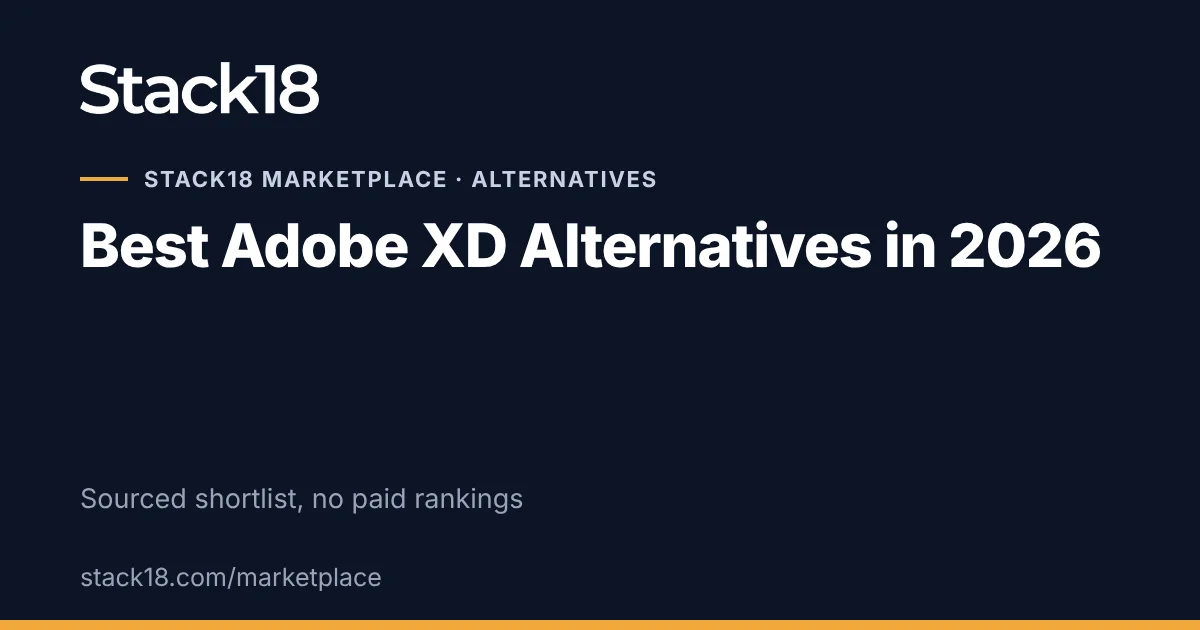 Stack18
STACK18 MARKETPLACE · ALTERNATIVES
Best Adobe XD Alternatives in 2026
Sourced shortlist, no paid rankings
stack18.com/marketplace